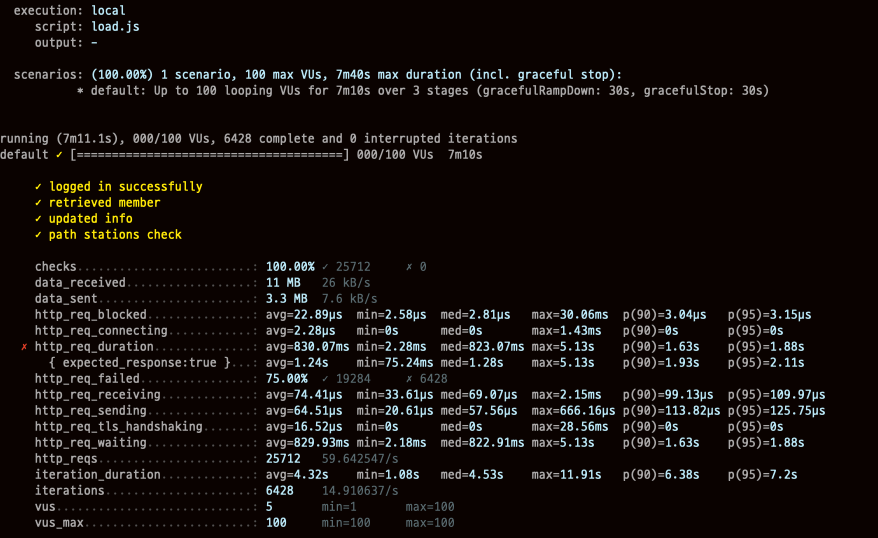 execution: local
script: load.js
output: -
scenarios: (100.00%) 1 scenario, 100 max VUs, 7m40s max duration (incl. graceful stop):
* default: Up to 100 looping VUs for 7m10s over 3 stages (gracefulRampDown: 30s, gracefulStop: 30s)
running (7m11.1s), 000/100 VUs, 6428 complete and 0 interrupted iterations
default ✓ [======================================] 000/100 VUs  7m10s
✓ logged in successfully
✓ retrieved member
✓ updated info
✓ path stations check
checks.........................: 100.00% ✓ 25712     ✗ 0
data_received..................: 11 MB   26 kB/s
data_sent......................: 3.3 MB  7.6 kB/s
http_req_blocked...............: avg=22.89µs  min=2.58µs  med=2.81µs   max=30.06ms  p(90)=3.04µs   p(95)=3.15µs
http_req_connecting............: avg=2.28µs   min=0s      med=0s       max=1.43ms   p(90)=0s       p(95)=0s
✗ http_req_duration..............: avg=830.07ms min=2.28ms  med=823.07ms max=5.13s    p(90)=1.63s    p(95)=1.88s
{ expected_response:true }...: avg=1.24s    min=75.24ms med=1.28s    max=5.13s    p(90)=1.93s    p(95)=2.11s
http_req_failed................: 75.00%  ✓ 19284     ✗ 6428
http_req_receiving.............: avg=74.41µs  min=33.61µs med=69.07µs  max=2.15ms   p(90)=99.13µs  p(95)=109.97µs
http_req_sending...............: avg=64.51µs  min=20.61µs med=57.56µs  max=666.16µs p(90)=113.82µs p(95)=125.75µs
http_req_tls_handshaking.......: avg=16.52µs  min=0s      med=0s       max=28.56ms  p(90)=0s       p(95)=0s
http_req_waiting...............: avg=829.93ms min=2.18ms  med=822.91ms max=5.13s    p(90)=1.63s    p(95)=1.88s
http_reqs......................: 25712   59.642547/s
iteration_duration.............: avg=4.32s    min=1.08s   med=4.53s    max=11.91s   p(90)=6.38s    p(95)=7.2s
iterations.....................: 6428    14.910637/s
vus............................: 5       min=1       max=100
vus_max........................: 100     min=100     max=100